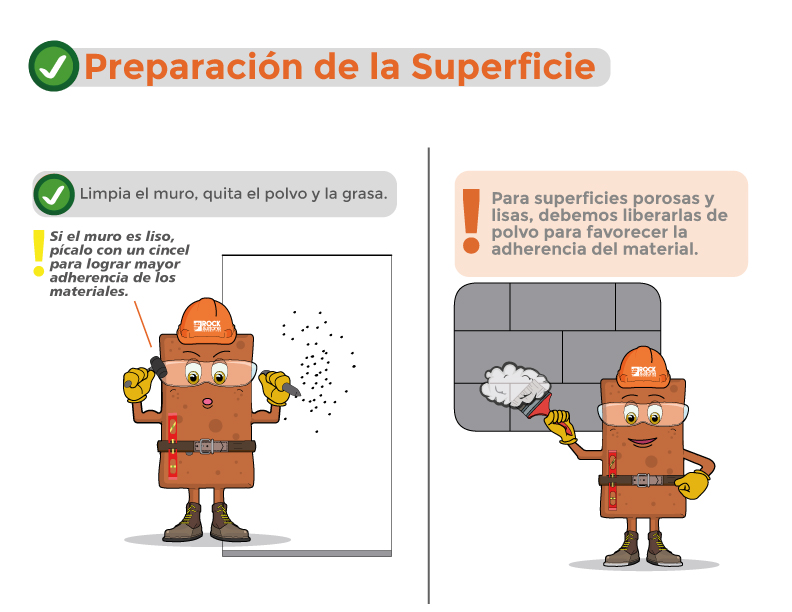 Preparación de la Superficie
Limpia el muro, quita el polvo y la grasa.
Si el muro es liso,
pícalo con un cincel
para lograr mayor
adherencia de los
materiales.
Para superficies porosas y
lisas, debemos liberarlas de
polvo para favorecer la
adherencia del material.
ROCK
ROCK